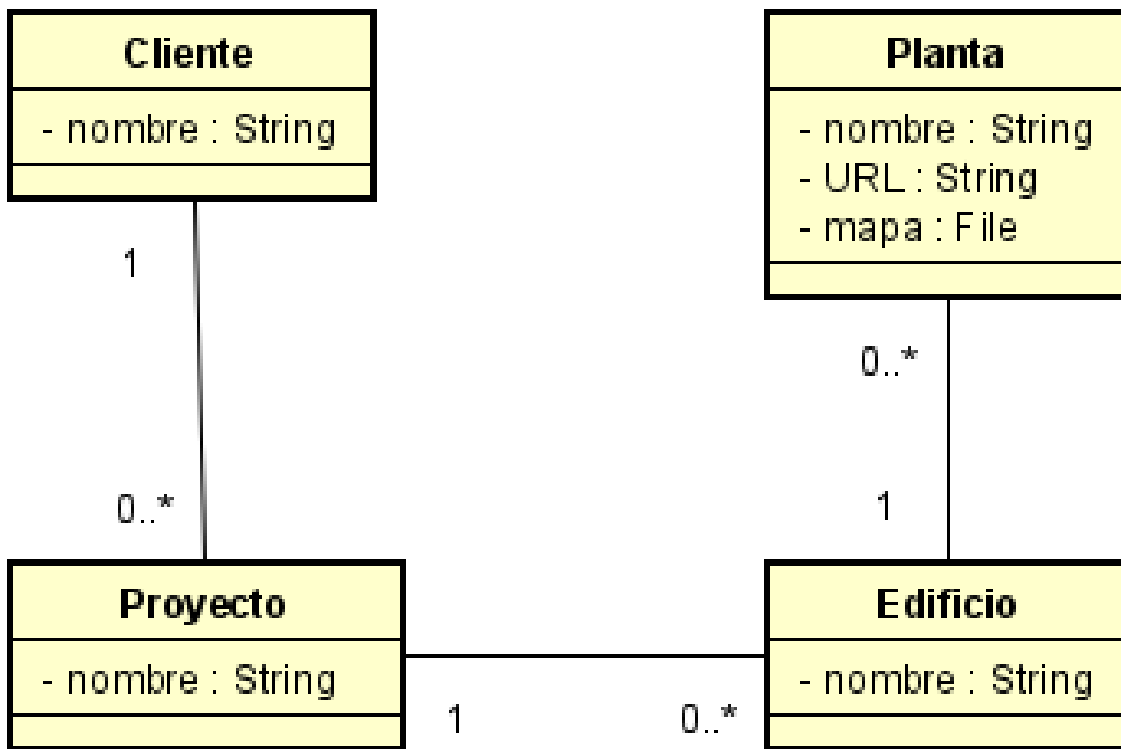 Cliente
- nombre : String
1
0..*
Planta
- nombre : String
- URL : String
- mapa : File
0..*
1
Proyecto
- nombre : String
1
0..*
Edificio
- nombre : String